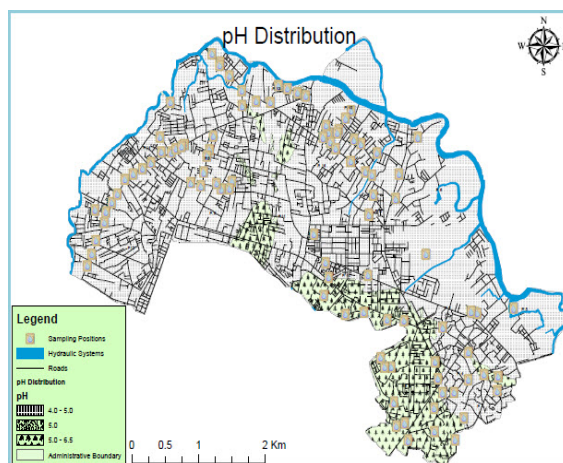 pH Distribution
N
W
E
S
Legend
Sampling Positions
Hydraulic Systems
Roads
pH Distribution
pH
4.0 - 5.0
5.0
5.0 - 6.5
Administrative Boundary
0 0.5 1 2 Km